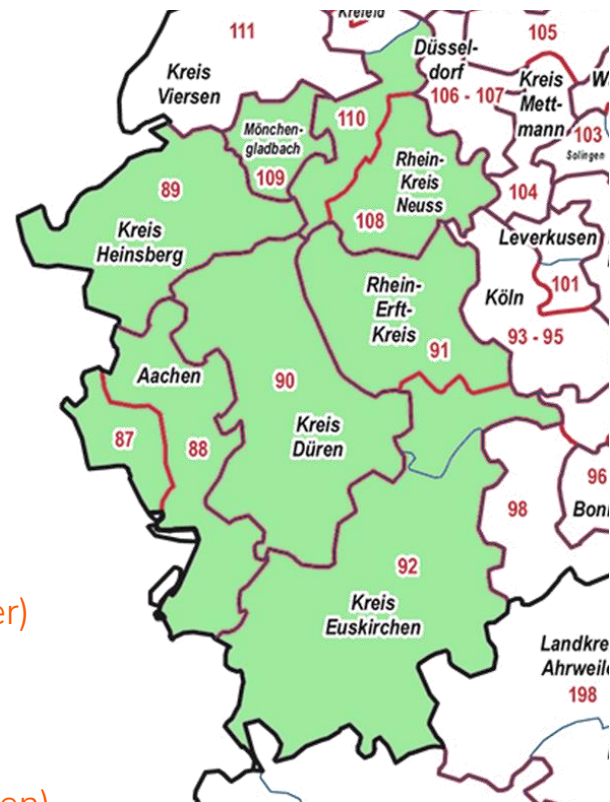 Krefeld
111
105
Düssel-
dorf
Kreis
Viersen
Kreis
Mett-
mann
106 - 107
110
Mönchen-
gladbach
103
Solingen
109
Rhein-
Kreis
Neuss
89
104
108
Kreis
Heinsberg
Leverkusen
101
Rhein-
Erft-
Kreis
Köln
93 - 95
91
Aachen
90
Kreis
Düren
87
88
96
98
92
Kreis
Euskirchen
er)
Landkre
Ahrweile
198
en)